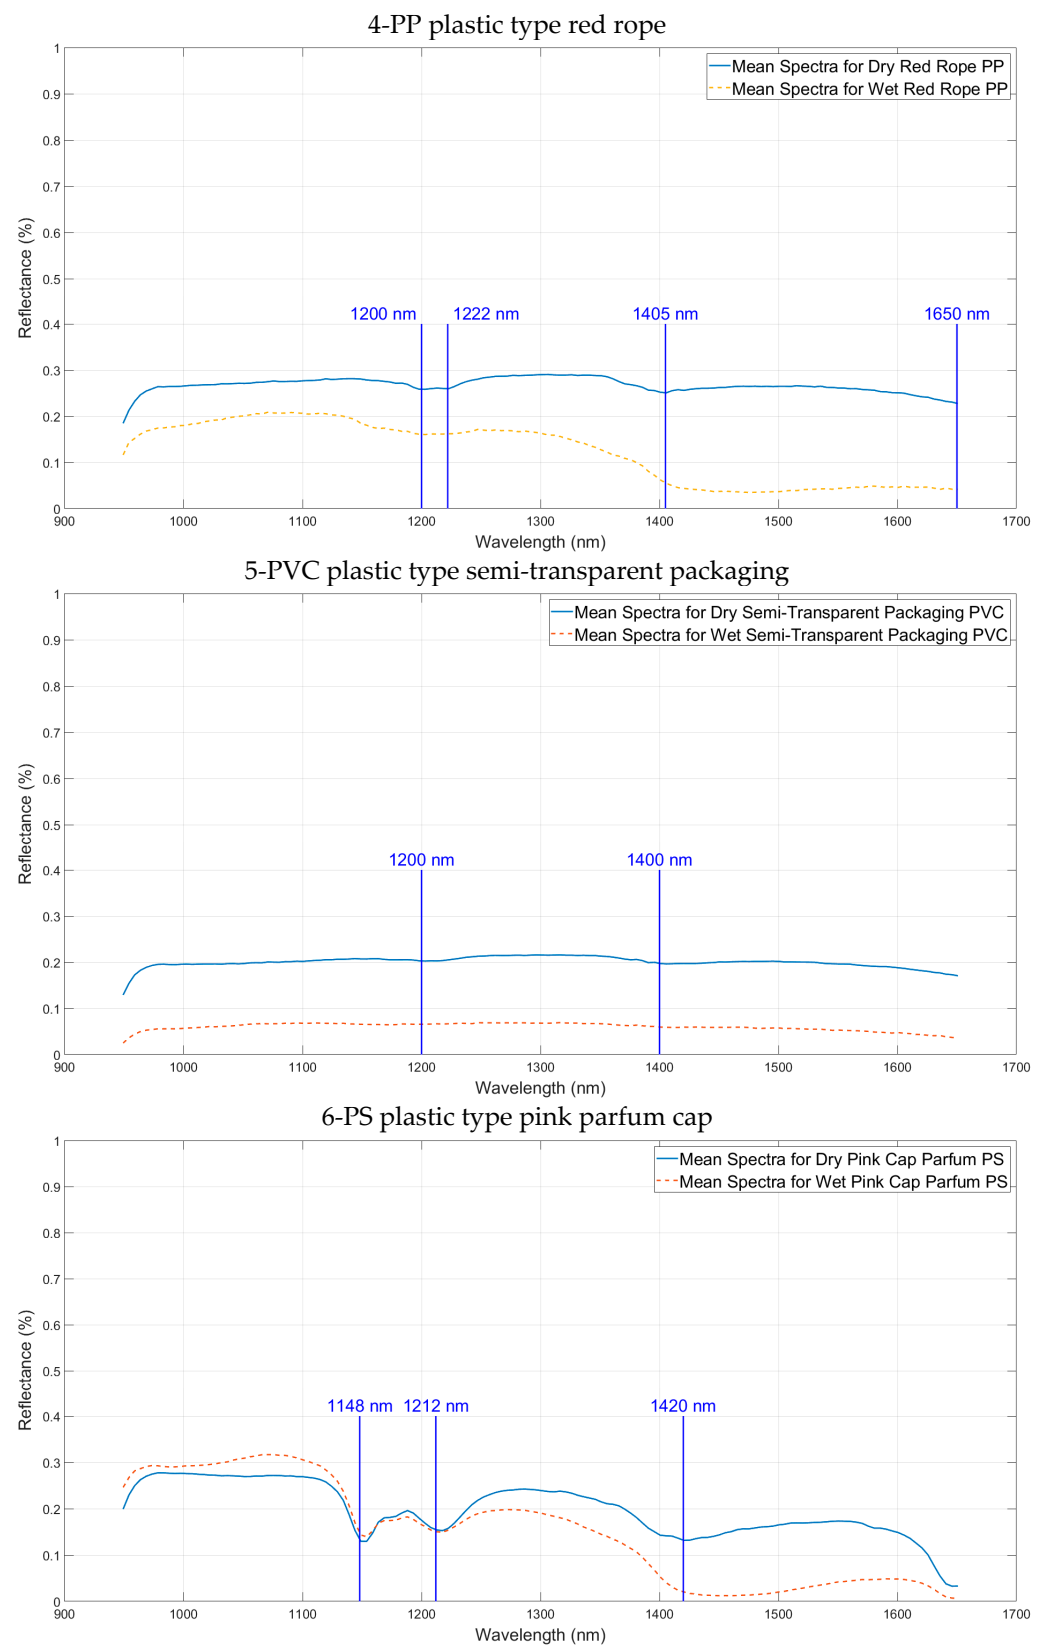 4-PP plastic type red rope
1
0.9
0.8
0.7
0.6
0.5
0.4
0.3
0.2
0.1
0
Reflectance (%)
Mean Spectra for Dry Red Rope PP
Mean Spectra for Wet Red Rope PP
1200 nm 1222 nm 1405 nm 1650 nm
900 1000 1100 1200 1300 1400 1500 1600 1700
Wavelength (nm)
5-PVC plastic type semi-transparent packaging
1
0.9
0.8
0.7
0.6
0.5
0.4
0.3
0.2
0.1
0
Reflectance (%)
Mean Spectra for Dry Semi-Transparent Packaging PVC
Mean Spectra for Wet Semi-Transparent Packaging PVC
1200 nm 1400 nm
900 1000 1100 1200 1300 1400 1500 1600 1700
Wavelength (nm)
6-PS plastic type pink parfum cap
1
0.9
0.8
0.7
0.6
0.5
0.4
0.3
0.2
0.1
0
Reflectance (%)
Mean Spectra for Dry Pink Cap Parfum PS
Mean Spectra for Wet Pink Cap Parfum PS
1148 nm 1212 nm 1420 nm
900 1000 1100 1200 1300 1400 1500 1600 1700
Wavelength (nm)